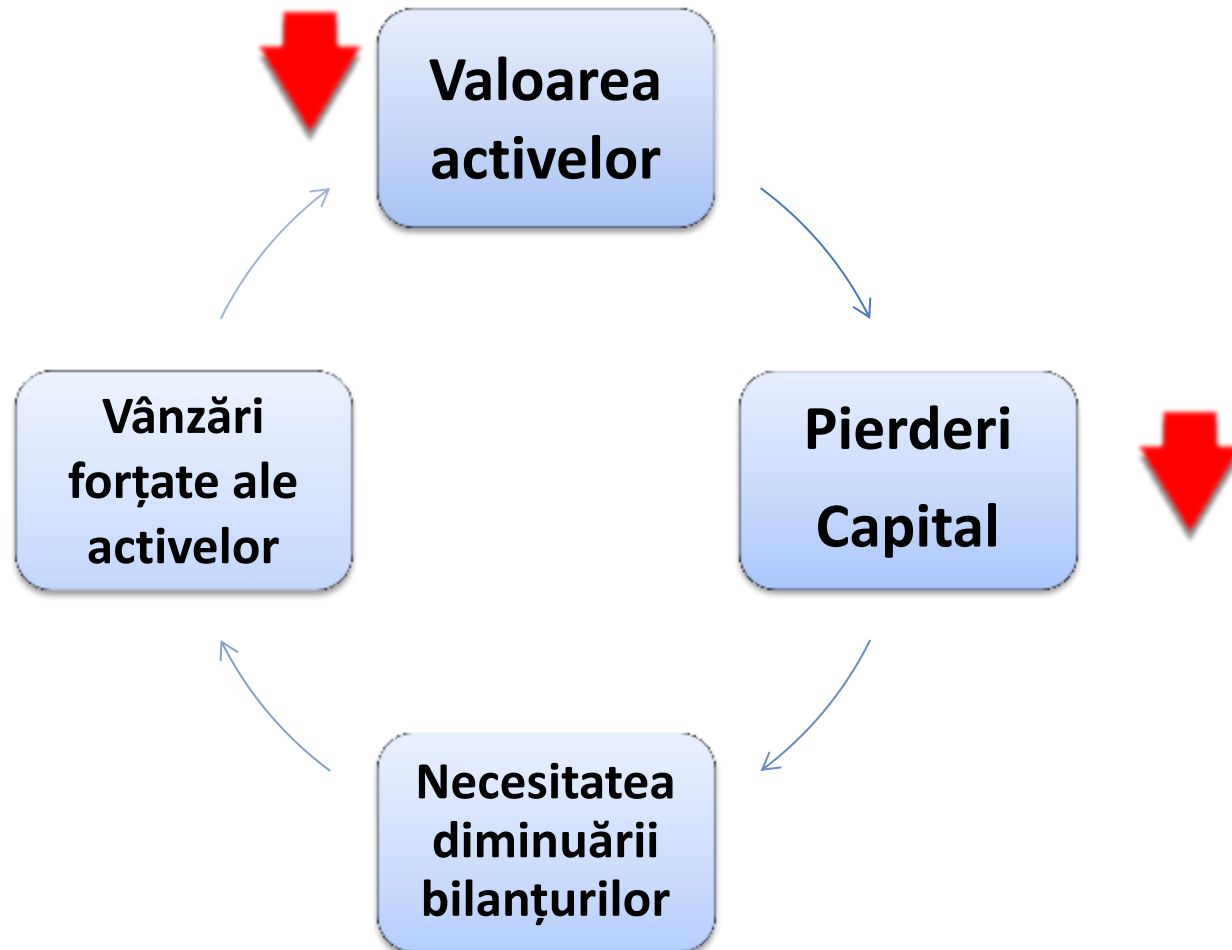 Valoarea
activelor
Pierderi
Capital
Necesitatea
diminuării
bilanțurilor
Vânzări
forțate ale
activelor